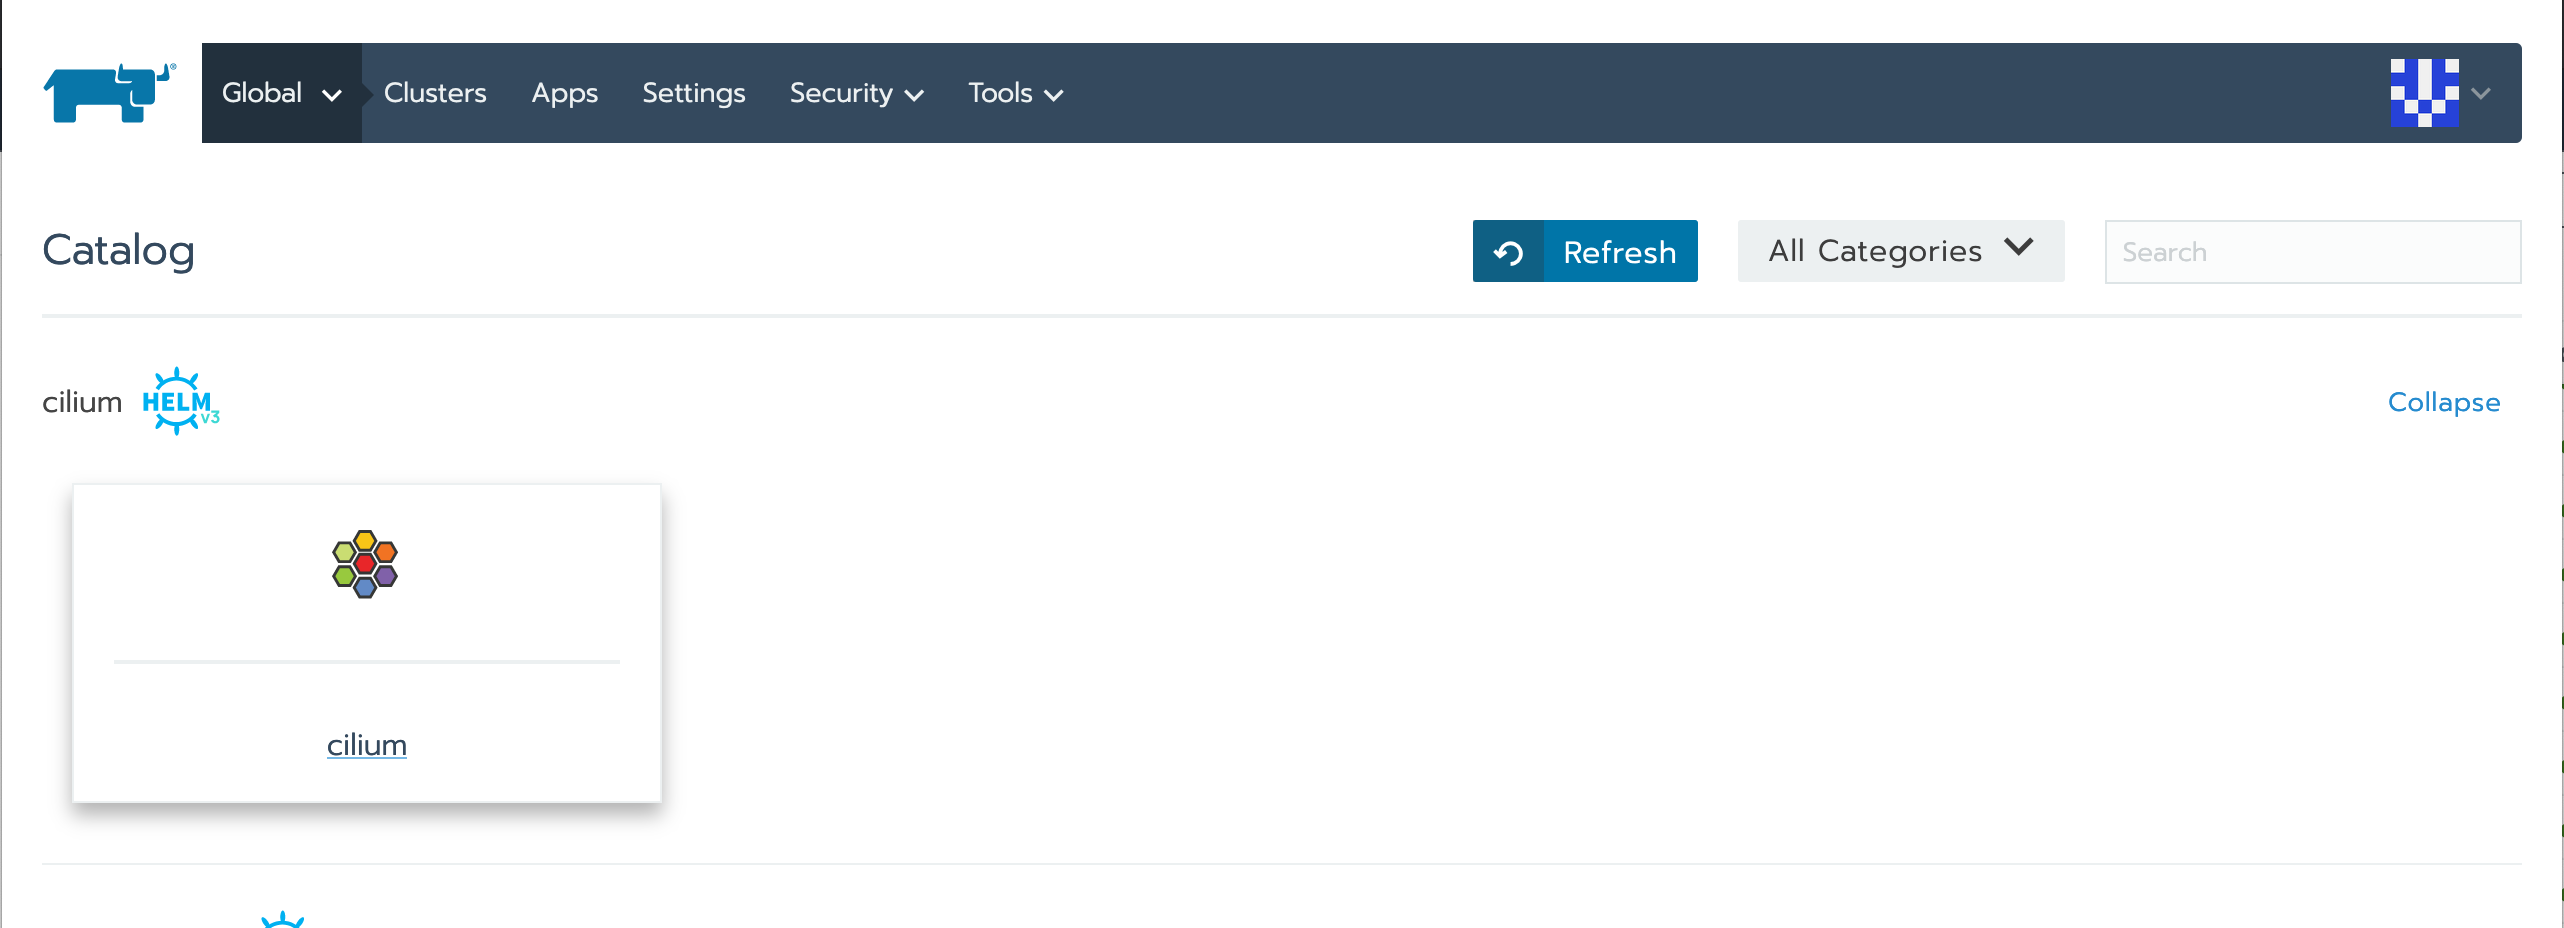 Global Clusters Apps Settings Security Tools
Catalog Refresh All Categories Search
cilium HELM v3 Collapse
cilium